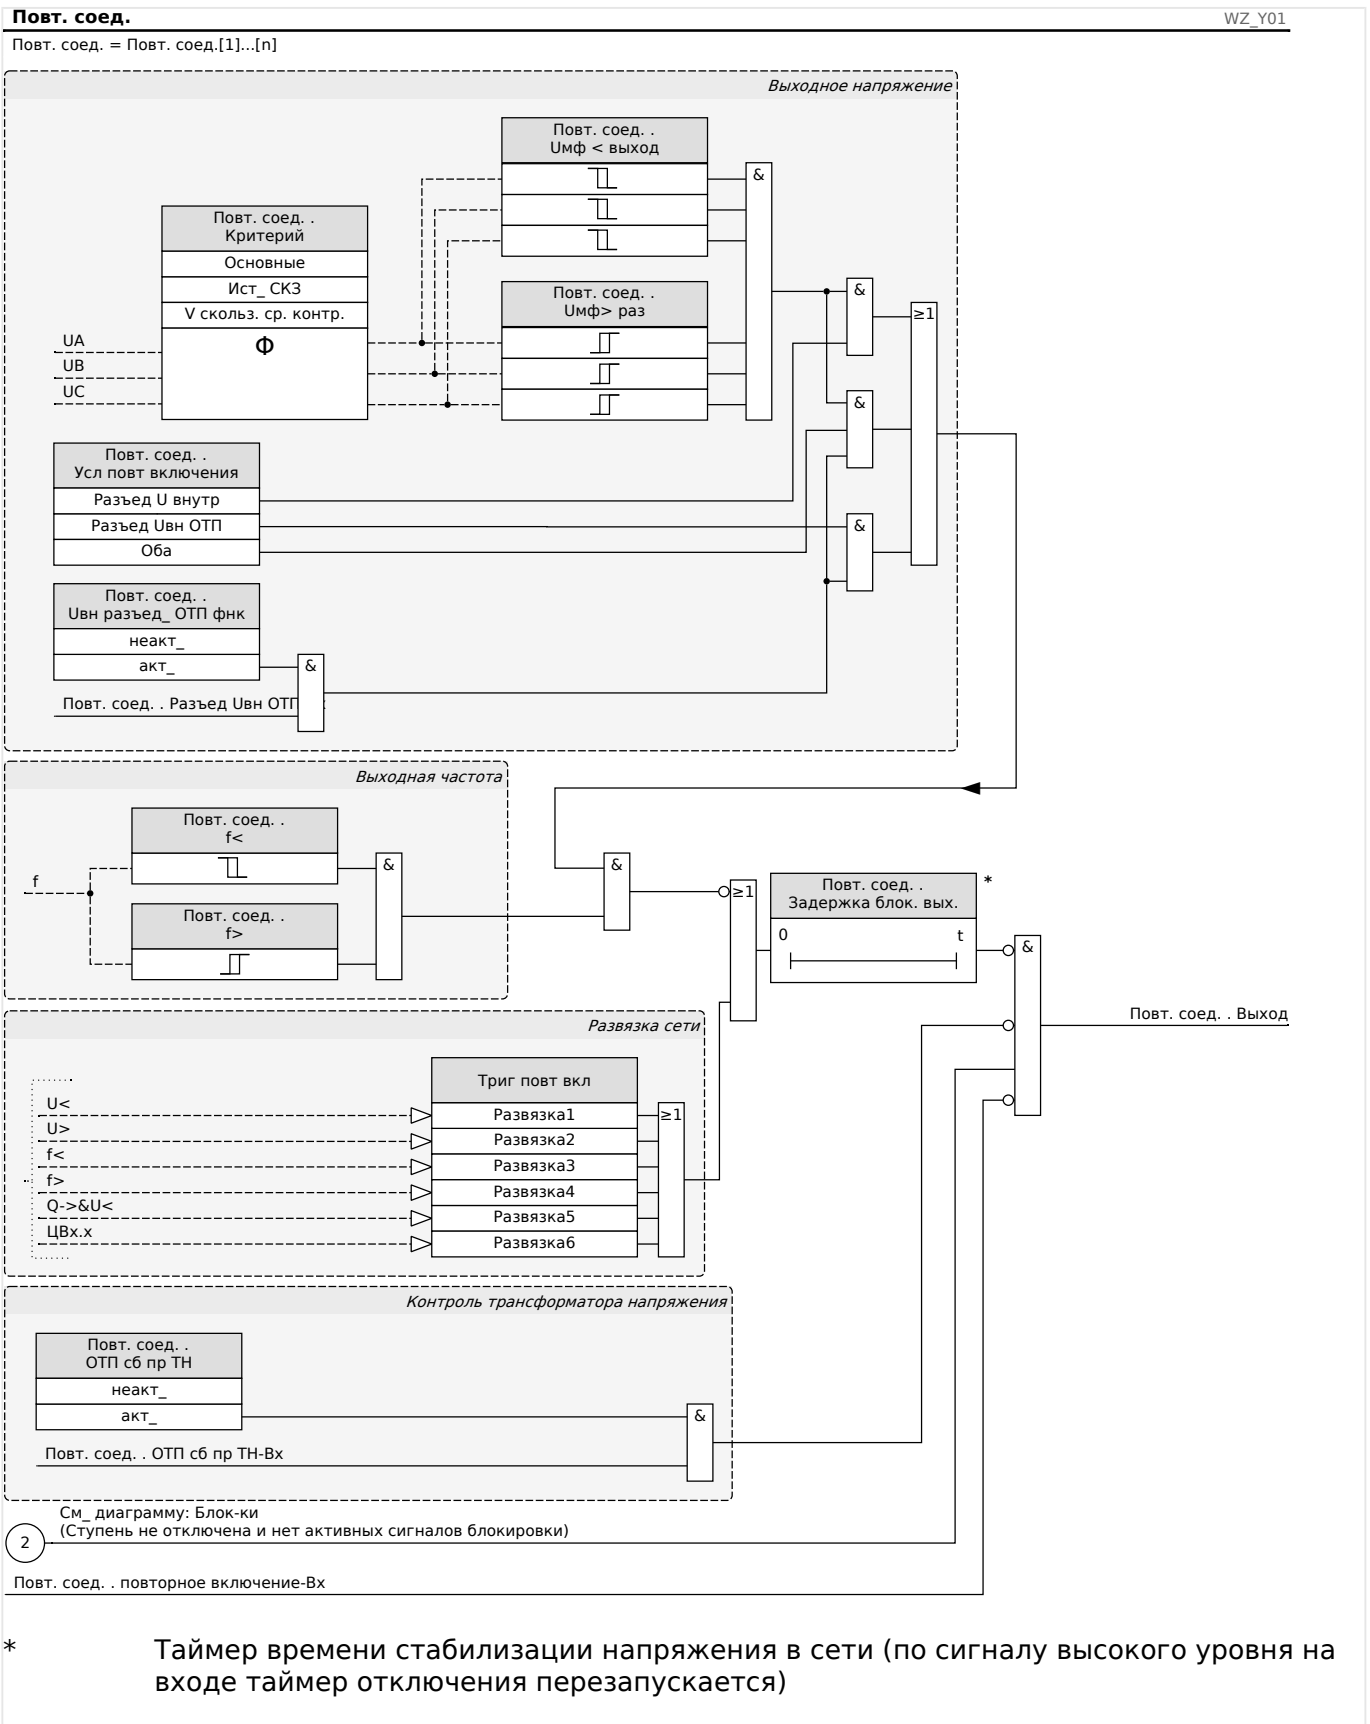 Повт. соед.
WZ_Y01
Повт. соед. = Повт. соед.[1]...[n]
Выходное напряжение
Повт. соед. .
Uмф < выход
&
Повт. соед. .
Критерий
Основные
Ист_ СКЗ
V скольз. ср. контр.
Φ
UA
UB
UC
Повт. соед. .
Uмф> раз
&
≥1
&
Повт. соед. .
Усл повт включения
Разъед U внутр
Разъед Uвн ОТП
Оба
&
Повт. соед. .
Uвн разъед_ ОТП фнк
неакт_
акт_
&
Повт. соед. . Разъед Uвн ОТП
Выходная частота
Повт. соед. .
f<
f
Повт. соед. .
f>
&
&
≥1
Повт. соед. .
Задержка блок. вых.
*
0
t
&
Повт. соед. . Выход
Развязка сети
Триг повт вкл
U<
Развязка1
≥1
U>
Развязка2
f<
Развязка3
f>
Развязка4
Q->&U<
Развязка5
ЦВх.x
Развязка6
Контроль трансформатора напряжения
Повт. соед. .
ОТП сб пр ТН
неакт_
акт_
&
Повт. соед. . ОТП сб пр ТН-Вх
См_ диаграмму: Блок-ки
(Ступень не отключена и нет активных сигналов блокировки)
2
Повт. соед. . повторное включение-Вх
* Таймер времени стабилизации напряжения в сети (по сигналу высокого уровня на
входе таймер отключения перезапускается)